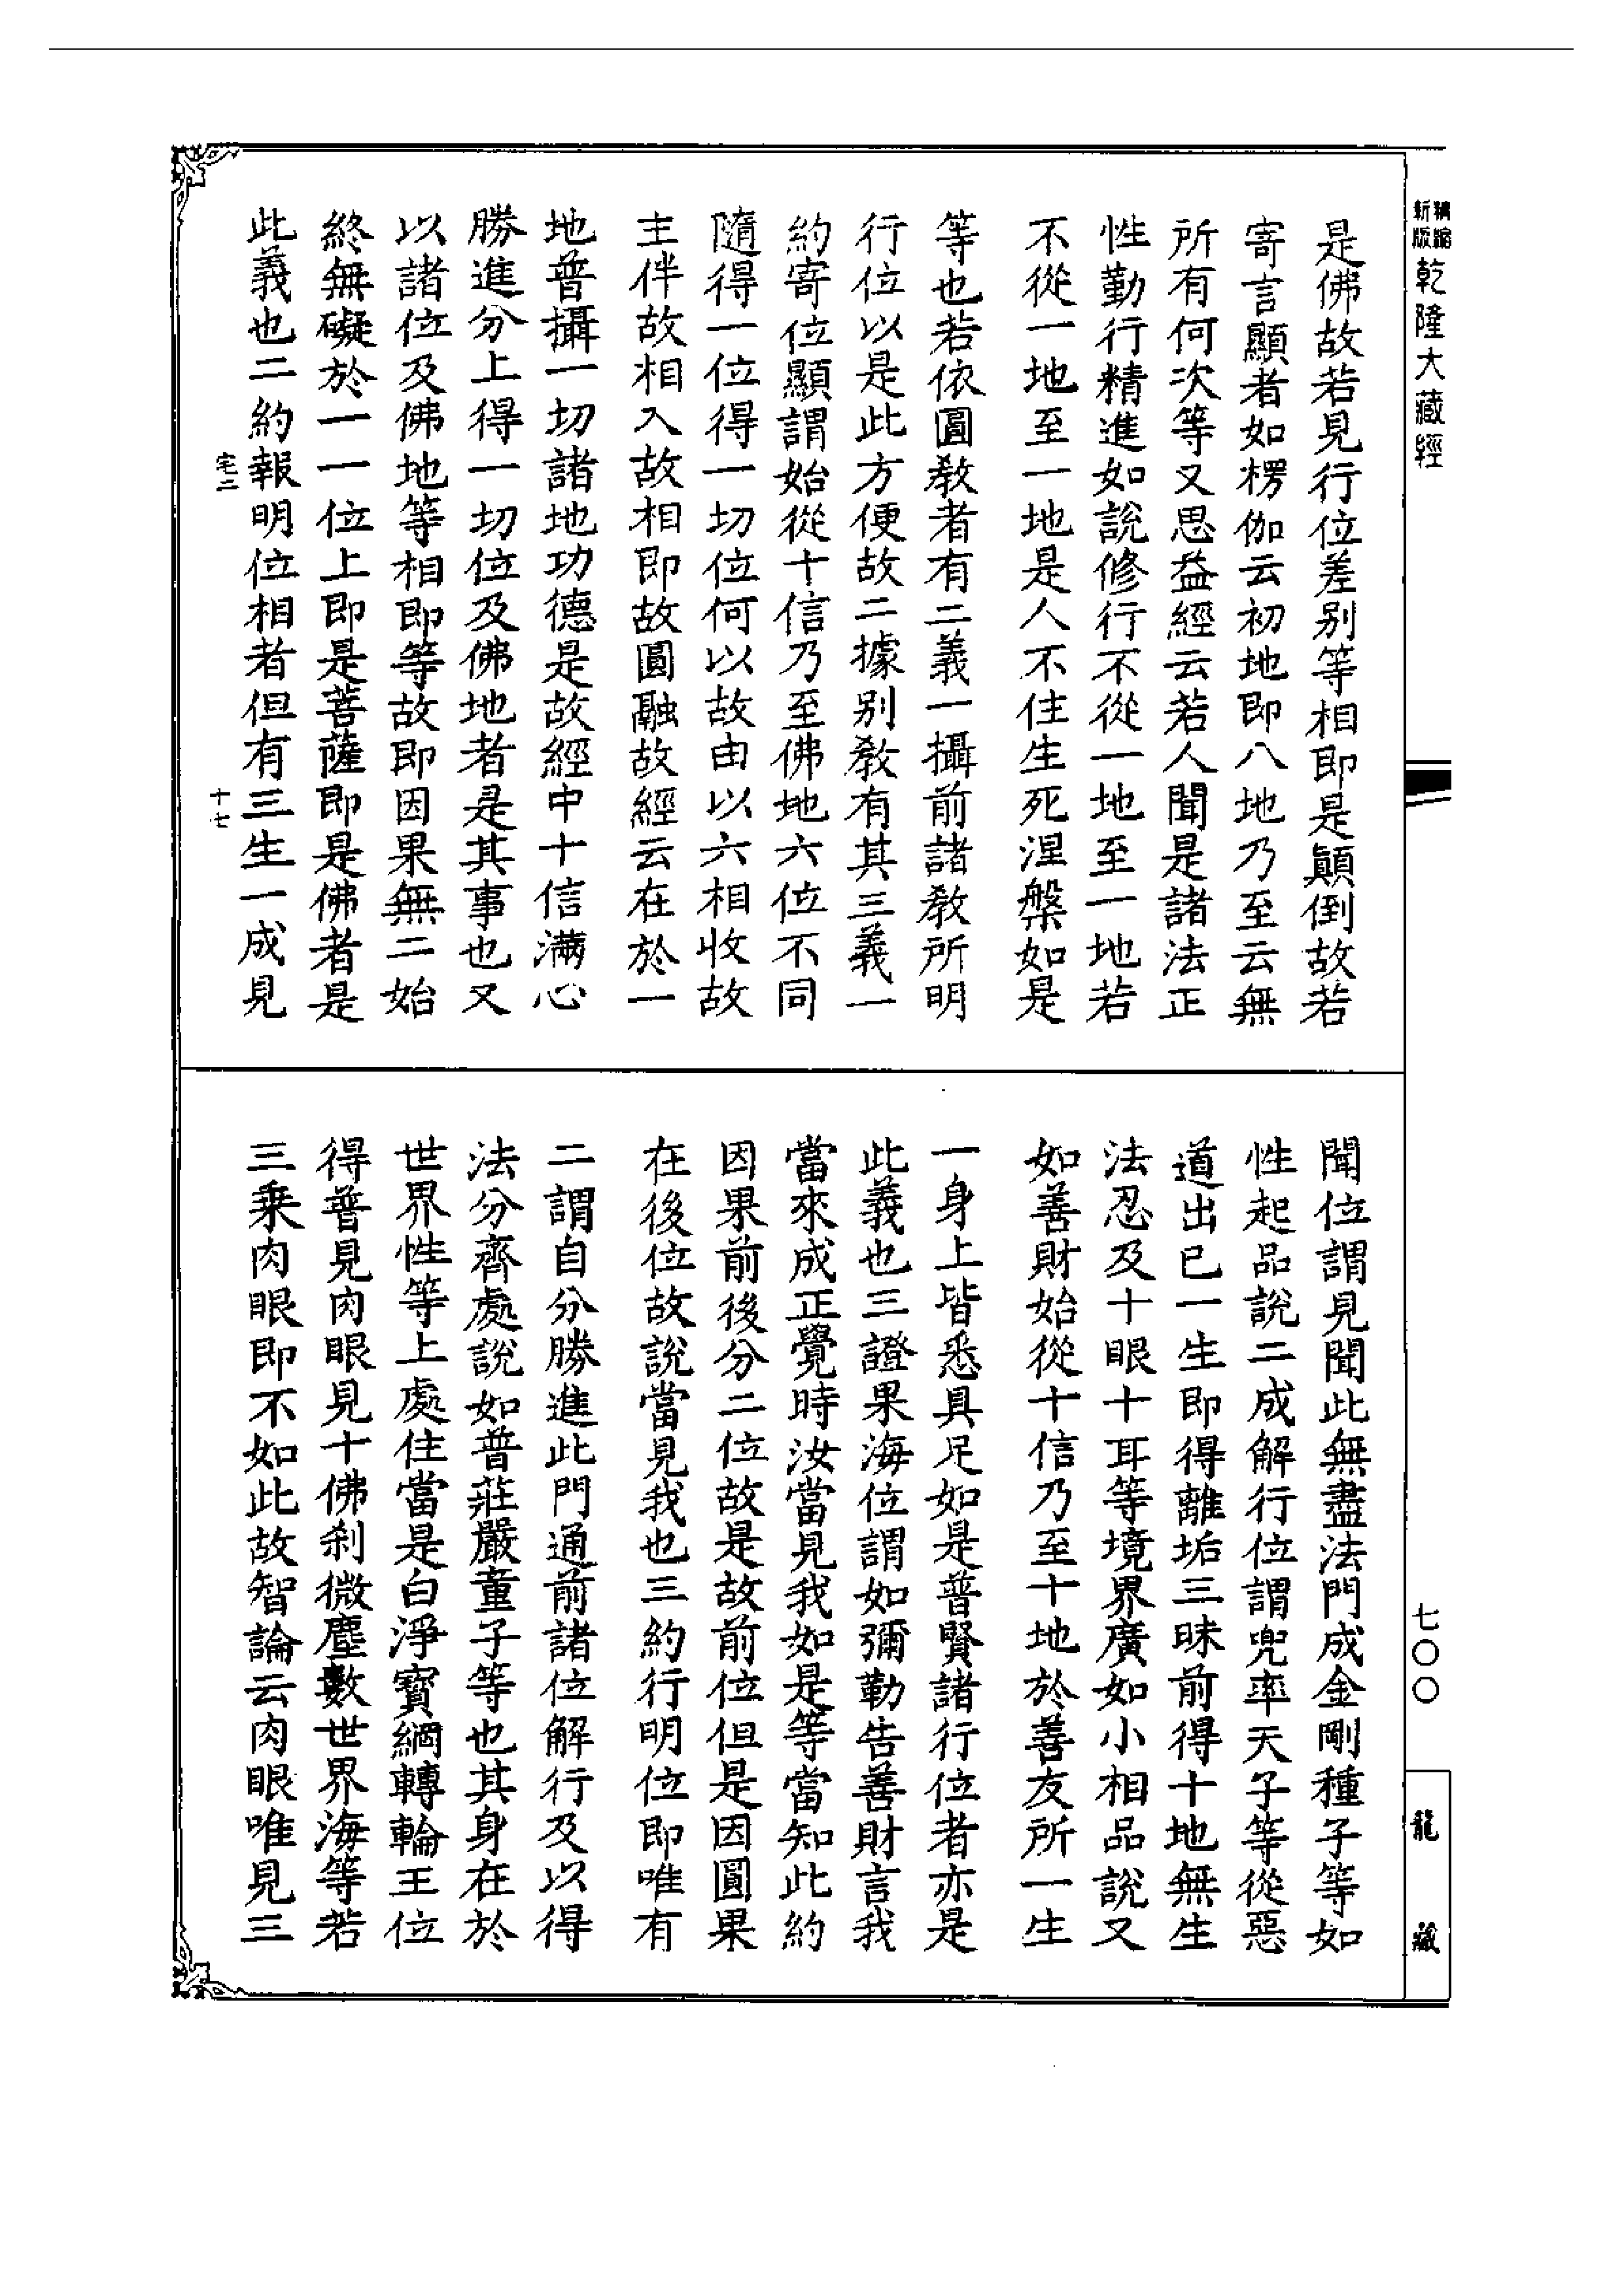 精縮新版乾隆大藏經
是佛故若見行位差別等相即是顚倒故若
寄言顯者如楞伽云初地即八地乃至云無
所有何次等又思益經云若人聞是諸法正
性勤行精進如說修行不從一地至一地若
不從一地至一地是人不住生死涅槃如是
等也若依圓敎者有二義一攝前諸敎所明
行位以是此方便故二據別敎有其三義一
約寄位顯謂始從十信乃至佛地六位不同
隨得一位得一切位何以故由以六相收故
主伴故相入故相即故圓融故經云在於一
地普攝一切諸地功德是故經中十信滿心
勝進分上得一切位及佛地者是其事也又
以諸位及佛地等相即等故即因果無二始
終無礙於一一位上即是菩薩即是佛者是
此義也二約報明位相者但有三生一成見
宅二
十七
聞位謂見聞此無盡法門成金剛種子等如
性起品說二成解行位謂兜率天子等從惡
道出已一生即得離垢三昧前得十地無生
法忍及十眼十耳等境界廣如小相品說又
如善財始從十信乃至十地於善友所一生
一身上皆悉具足如是普賢諸行位者亦是
此義也三證果海位謂如彌勒告善財言我
當來成正覺時汝當見我如是等當知此約
因果前後分二位故是故前位但是因圓果
在後位故說當見我也三約行明位即唯有
二謂自分勝進此門通前諸位解行及以得
法分齊處說如普莊嚴童子等也其身在於
世界性等上處住當是白淨寶網轉輪王位
得普見肉眼見十佛刹微塵數世界海等若
三乘肉眼即不如此故智論云肉眼唯見三
七〇〇
龍藏